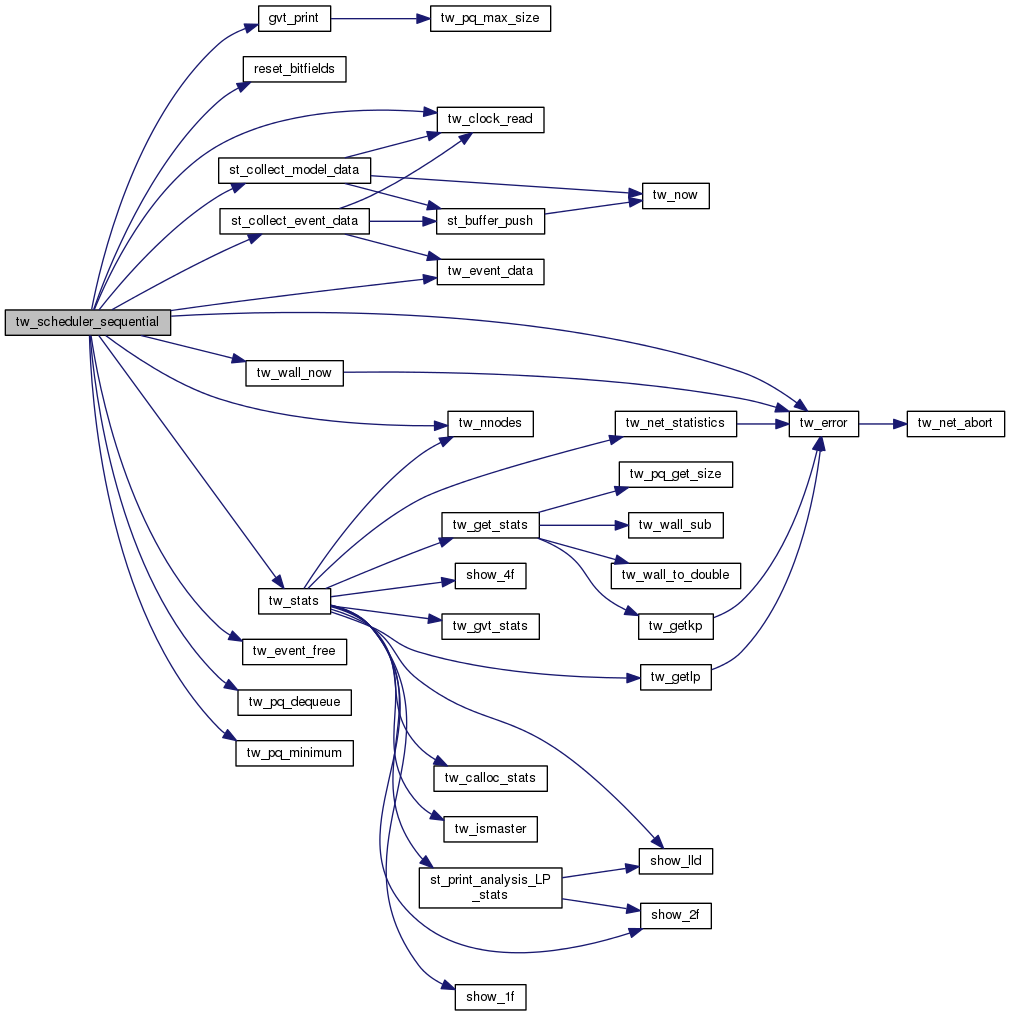 gvt_print
tw_pq_max_size
reset_bitfields
tw_clock_read
st_collect_model_data
tw_now
st_collect_event_data
st_buffer_push
tw_event_data
tw_scheduler_sequential
tw_wall_now
tw_nnodes
tw_net_statistics
tw_error
tw_net_abort
tw_pq_get_size
tw_get_stats
tw_wall_sub
show_4f
tw_wall_to_double
tw_stats
tw_gvt_stats
tw_getkp
tw_event_free
tw_getlp
tw_pq_dequeue
tw_pq_minimum
tw_calloc_stats
tw_ismaster
show_lld
st_print_analysis_LP
_stats
show_2f
show_1f